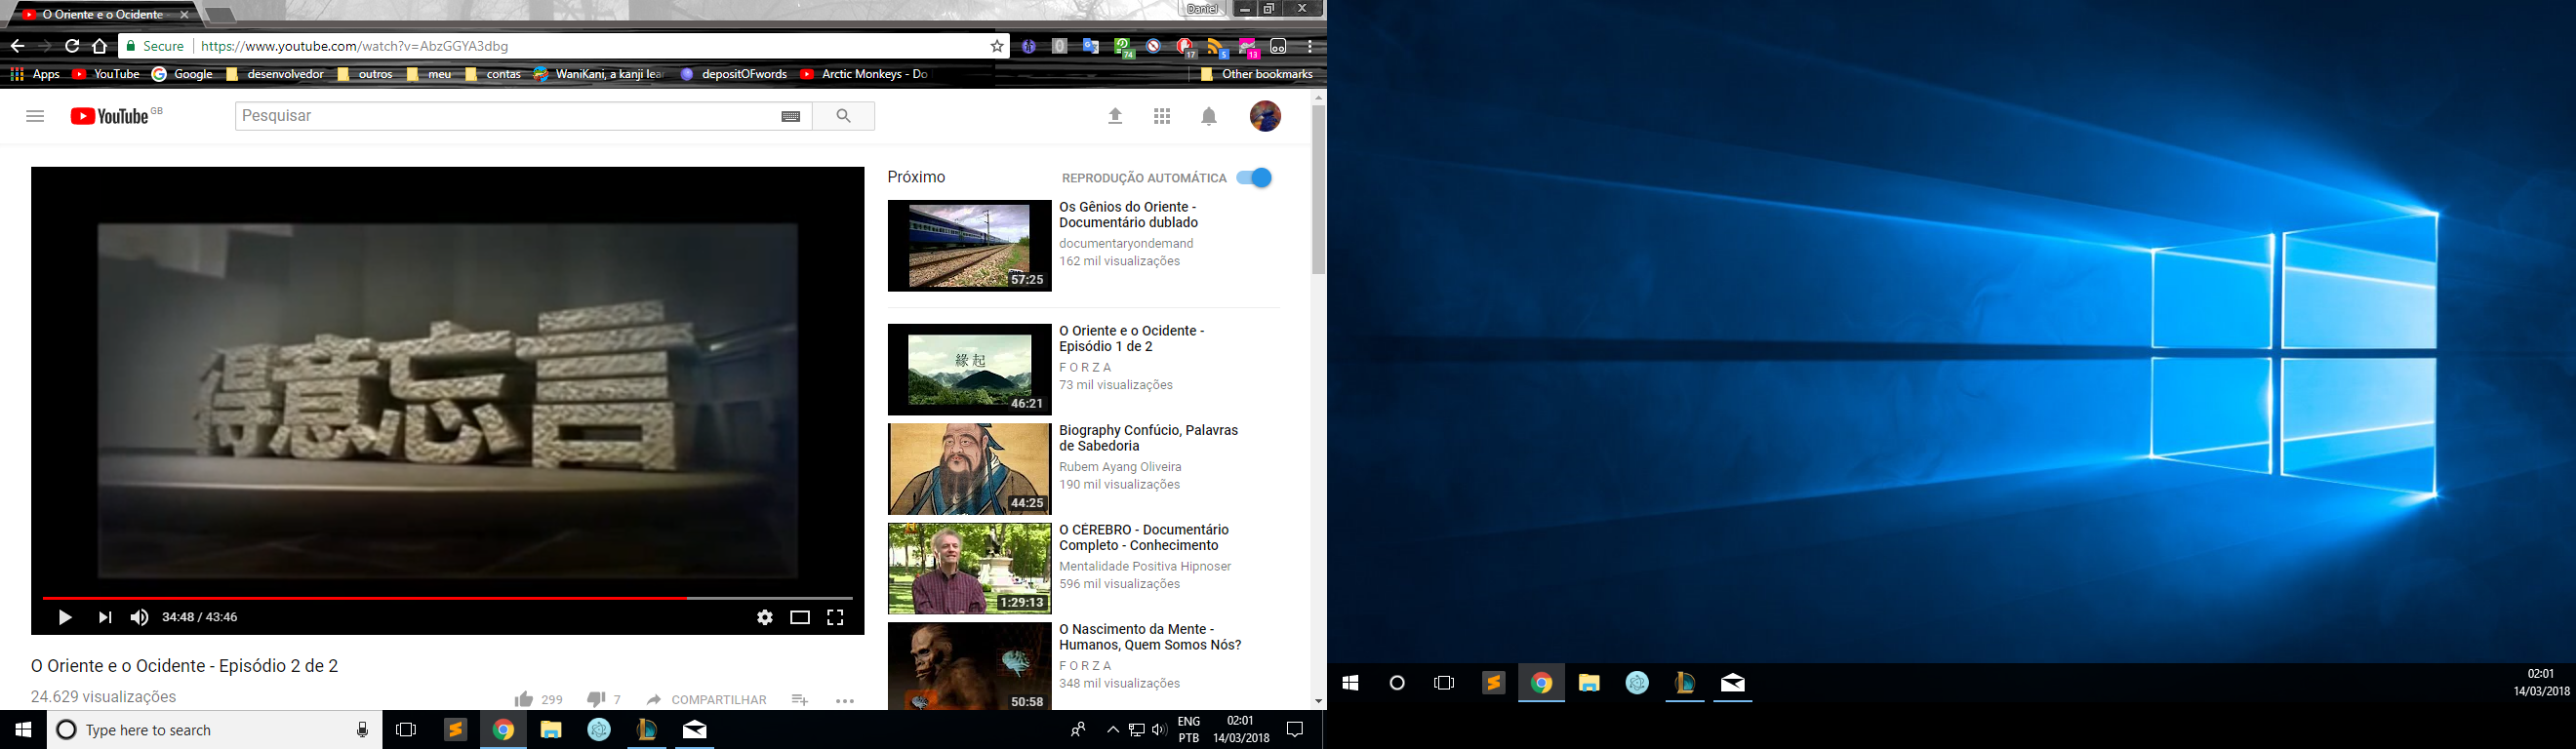 O Oriente e o Ocidente -
Daniel
Secure
https://www.youtube.com/watch?v=AbzGGYA3dbg
74
17
5
13
Apps
YouTube
Google
desenvolvedor
outros
meu
contas
WaniKani, a kanji lear
depositOFwords
Arctic Monkeys - Do
Other bookmarks
YouTube GB
Pesquisar
得意忘言
34:48 / 43:46
O Oriente e o Ocidente - Episódio 2 de 2
24.629 visualizações
299
7
COMPARTILHAR
Próximo
REPRODUÇÃO AUTOMÁTICA
57:25
Os Gênios do Oriente -
Documentário dublado
documentaryondemand
162 mil visualizações
緣起
46:21
O Oriente e o Ocidente -
Episódio 1 de 2
F O R Z A
73 mil visualizações
44:25
Biography Confúcio, Palavras
de Sabedoria
Rubem Ayang Oliveira
190 mil visualizações
1:29:13
O CÉREBRO - Documentário
Completo - Conhecimento
Mentalidade Positiva Hipnoser
596 mil visualizações
50:58
O Nascimento da Mente -
Humanos, Quem Somos Nós?
F O R Z A
348 mil visualizações
Type here to search
ENG
PTB
02:01
14/03/2018
02:01
14/03/2018